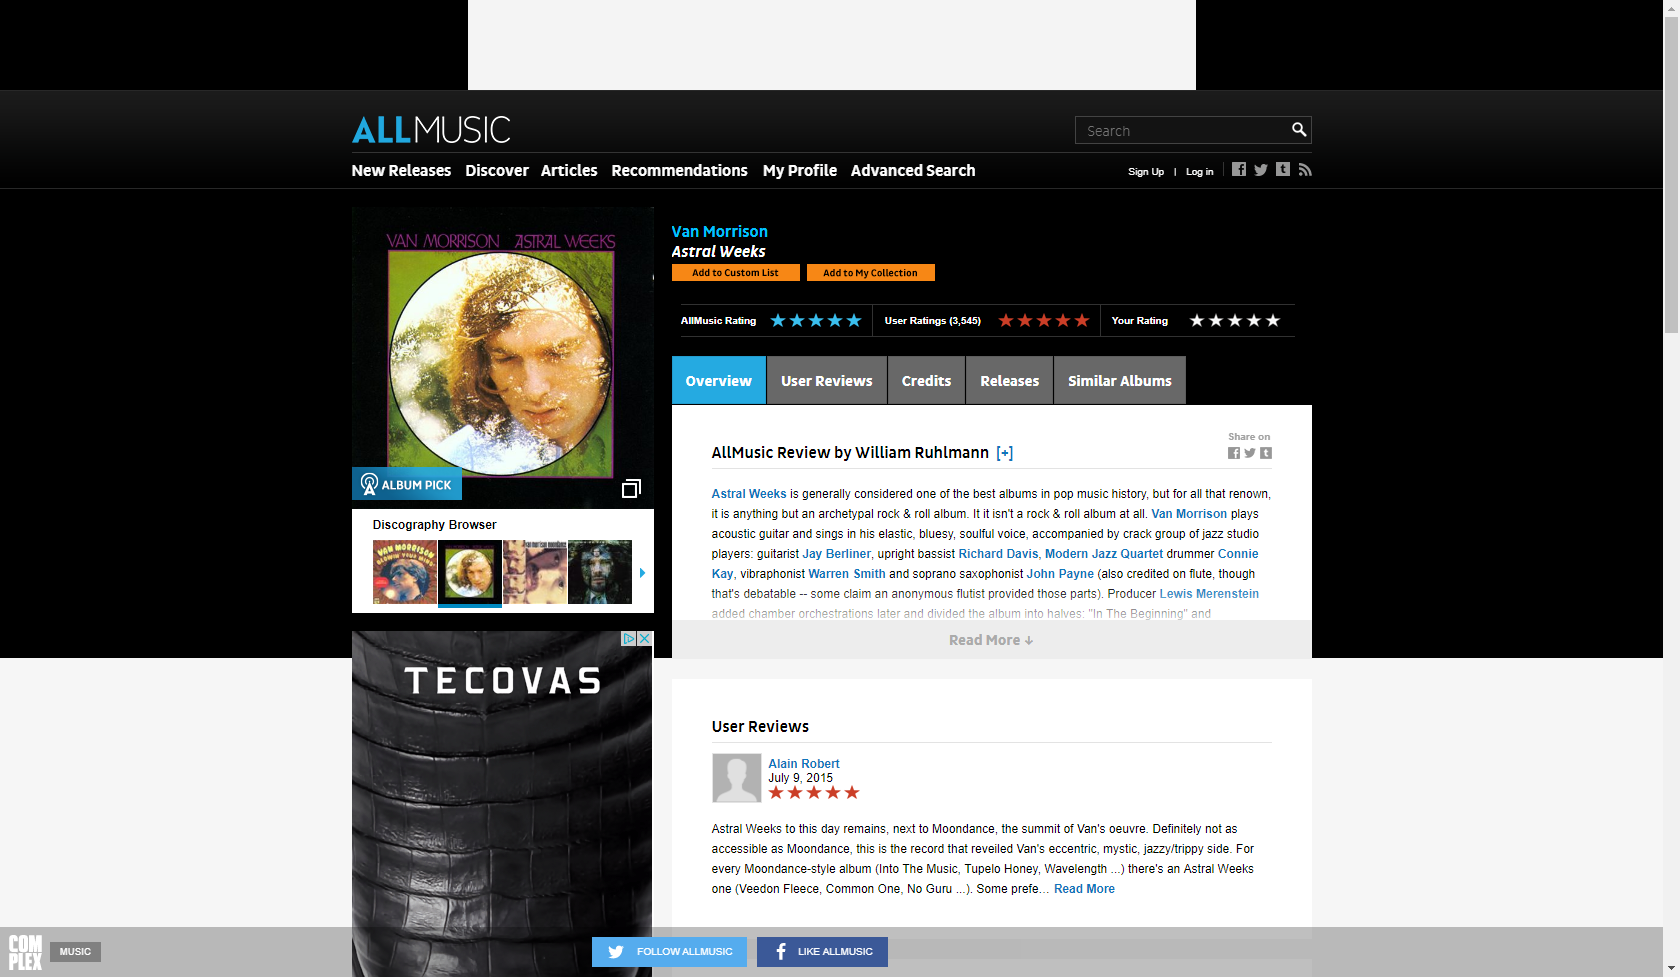 ALLMUSIC
Search
New Releases Discover Articles Recommendations My Profile Advanced Search
Sign Up | Log in
VAN MORRISON ASTRAL WEEKS
ALBUM PICK
Van Morrison
Astral Weeks
Add to Custom List Add to My Collection
AllMusic Rating User Ratings (3,545) Your Rating
Overview User Reviews Credits Releases Similar Albums
Share on
AllMusic Review by William Ruhlmann [+]
Astral Weeks is generally considered one of the best albums in pop music history, but for all that renown,
it is anything but an archetypal rock & roll album. It it isn't a rock & roll album at all. Van Morrison plays
acoustic guitar and sings in his elastic, bluesy, soulful voice, accompanied by crack group of jazz studio
players: guitarist Jay Berliner, upright bassist Richard Davis, Modern Jazz Quartet drummer Connie
Kay, vibraphonist Warren Smith and soprano saxophonist John Payne (also credited on flute, though
that's debatable -- some claim an anonymous flutist provided those parts). Producer Lewis Merenstein
added chamber orchestrations later and divided the album into halves: "In The Beginning" and
Read More ↓
Discography Browser
VAN MORRISON
TECOVAS
User Reviews
Alain Robert
July 9, 2015
Astral Weeks to this day remains, next to Moondance, the summit of Van's oeuvre. Definitely not as
accessible as Moondance, this is the record that reveiled Van's eccentric, mystic, jazzy/trippy side. For
every Moondance-style album (Into The Music, Tupelo Honey, Wavelength ...) there's an Astral Weeks
one (Veedon Fleece, Common One, No Guru ...). Some prefe... Read More
COMPLEX
MUSIC
FOLLOW ALLMUSIC
LIKE ALLMUSIC